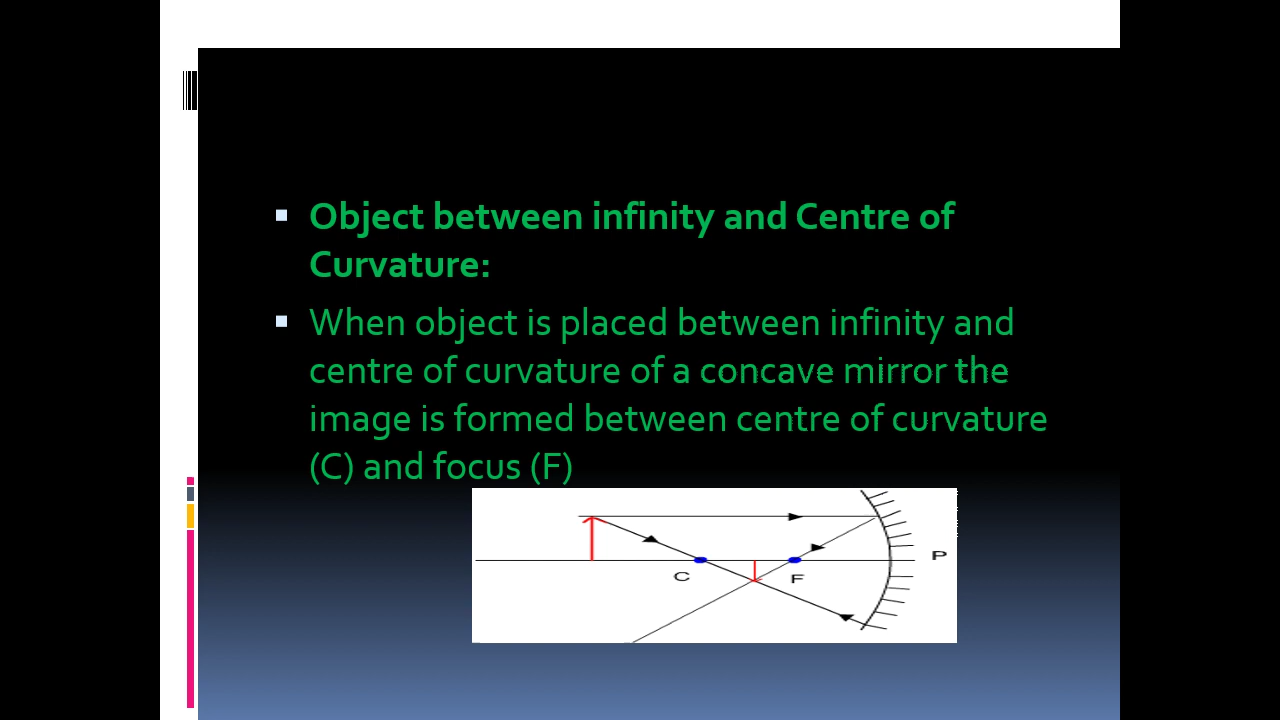 Object between infinity and Centre of
Curvature:
When object is placed between infinity and
centre of curvature of a concave mirror the
image is formed between centre of curvature
(C) and focus (F)
P
C
F